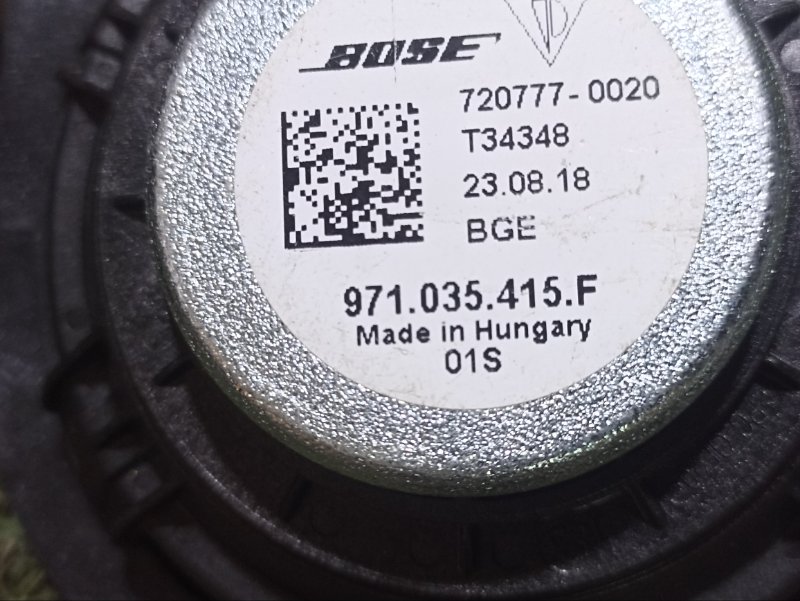 BOSE
720777-0020
T34348
23.08.18
BGE
971.035.415.F
Made in Hungary
01S